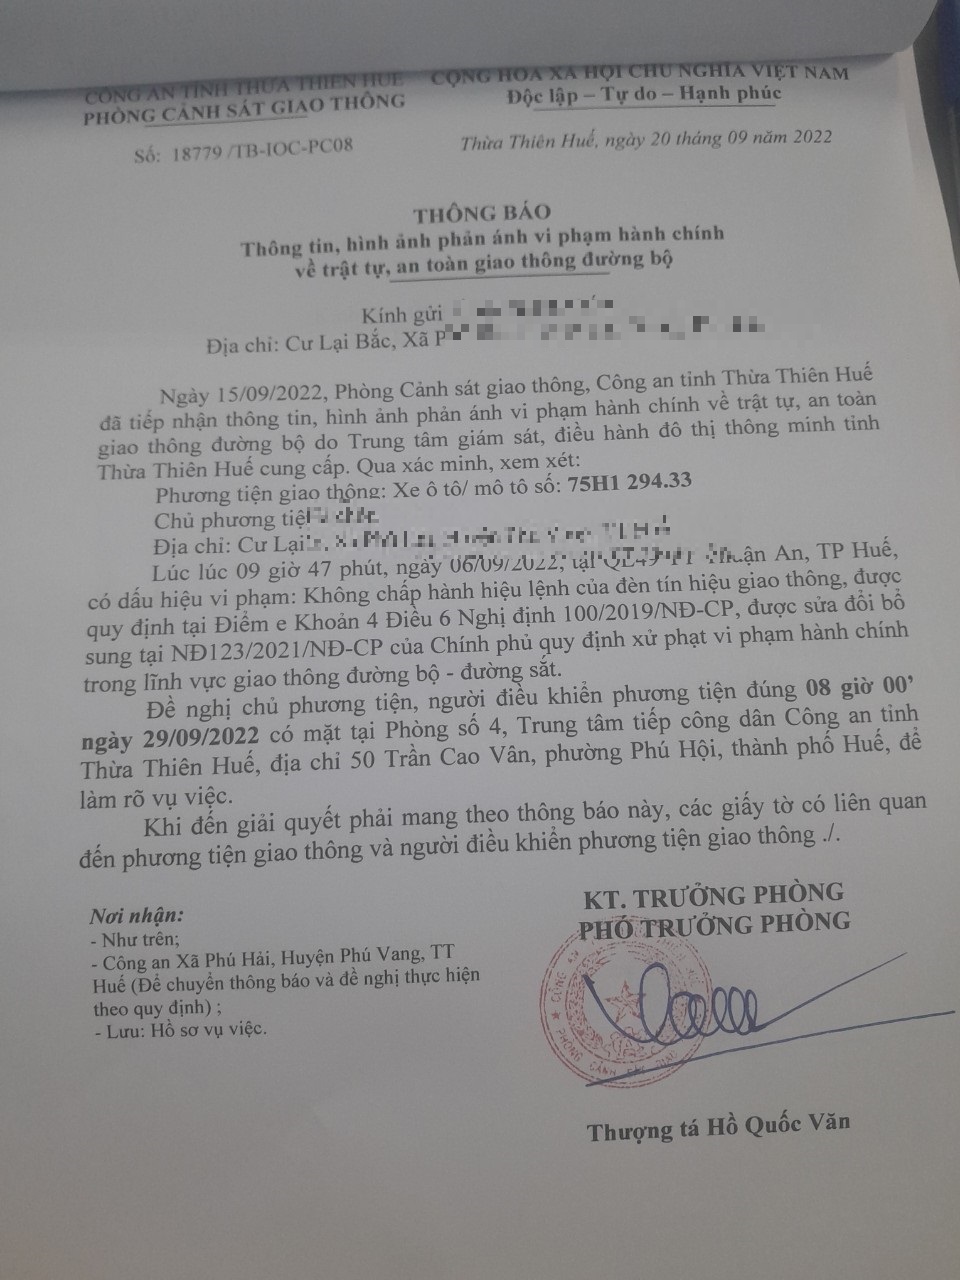 CÔNG AN TỈNH THỪA THIÊN HUẾ
PHÒNG CẢNH SÁT GIAO THÔNG
CỘNG HÒA XÃ HỘI CHỦ NGHĨA VIỆT NAM
Độc lập – Tự do – Hạnh phúc
Số: 18779 /TB-IOC-PC08
Thừa Thiên Huế, ngày 20 tháng 09 năm 2022
THÔNG BÁO
Thông tin, hình ảnh phản ánh vi phạm hành chính
về trật tự, an toàn giao thông đường bộ
Kính gửi
Địa chỉ: Cư Lại Bắc, Xã P
Ngày 15/09/2022, Phòng Cảnh sát giao thông, Công an tỉnh Thừa Thiên Huế
đã tiếp nhận thông tin, hình ảnh phản ánh vi phạm hành chính về trật tự, an toàn
giao thông đường bộ do Trung tâm giám sát, điều hành đô thị thông minh tỉnh
Thừa Thiên Huế cung cấp. Qua xác minh, xem xét:
Phương tiện giao thông: Xe ô tô/ mô tô số: 75H1 294.33
Chủ phương tiệ
Địa chỉ: Cư Lại
Lúc lúc 09 giờ 47 phút, ngày 06/09/2022, tại QL49 Thuận An, TP Huế,
có dấu hiệu vi phạm: Không chấp hành hiệu lệnh của đèn tín hiệu giao thông, được
quy định tại Điểm e Khoản 4 Điều 6 Nghị định 100/2019/NĐ-CP, được sửa đổi bổ
sung tại NĐ123/2021/NĐ-CP của Chính phủ quy định xử phạt vi phạm hành chính
trong lĩnh vực giao thông đường bộ - đường sắt.
Đề nghị chủ phương tiện, người điều khiển phương tiện đúng 08 giờ 00’
ngày 29/09/2022 có mặt tại Phòng số 4, Trung tâm tiếp công dân Công an tỉnh
Thừa Thiên Huế, địa chỉ 50 Trần Cao Vân, phường Phú Hội, thành phố Huế, để
làm rõ vụ việc.
Khi đến giải quyết phải mang theo thông báo này, các giấy tờ có liên quan
đến phương tiện giao thông và người điều khiển phương tiện giao thông ./.
Nơi nhận:
- Như trên;
- Công an Xã Phú Hải, Huyện Phú Vang, TT
Huế (Để chuyển thông báo và đề nghị thực hiện
theo quy định) ;
- Lưu: Hồ sơ vụ việc.
KT. TRƯỞNG PHÒNG
PHÓ TRƯỞNG PHÒNG
Thượng tá Hồ Quốc Văn